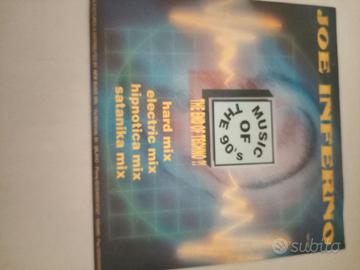 JOE INFERNO
MUSIC
OF
THE 90's
THE END OF TECHNO!!
hard mix
electric mix
hipnotica mix
satanika mix
subito